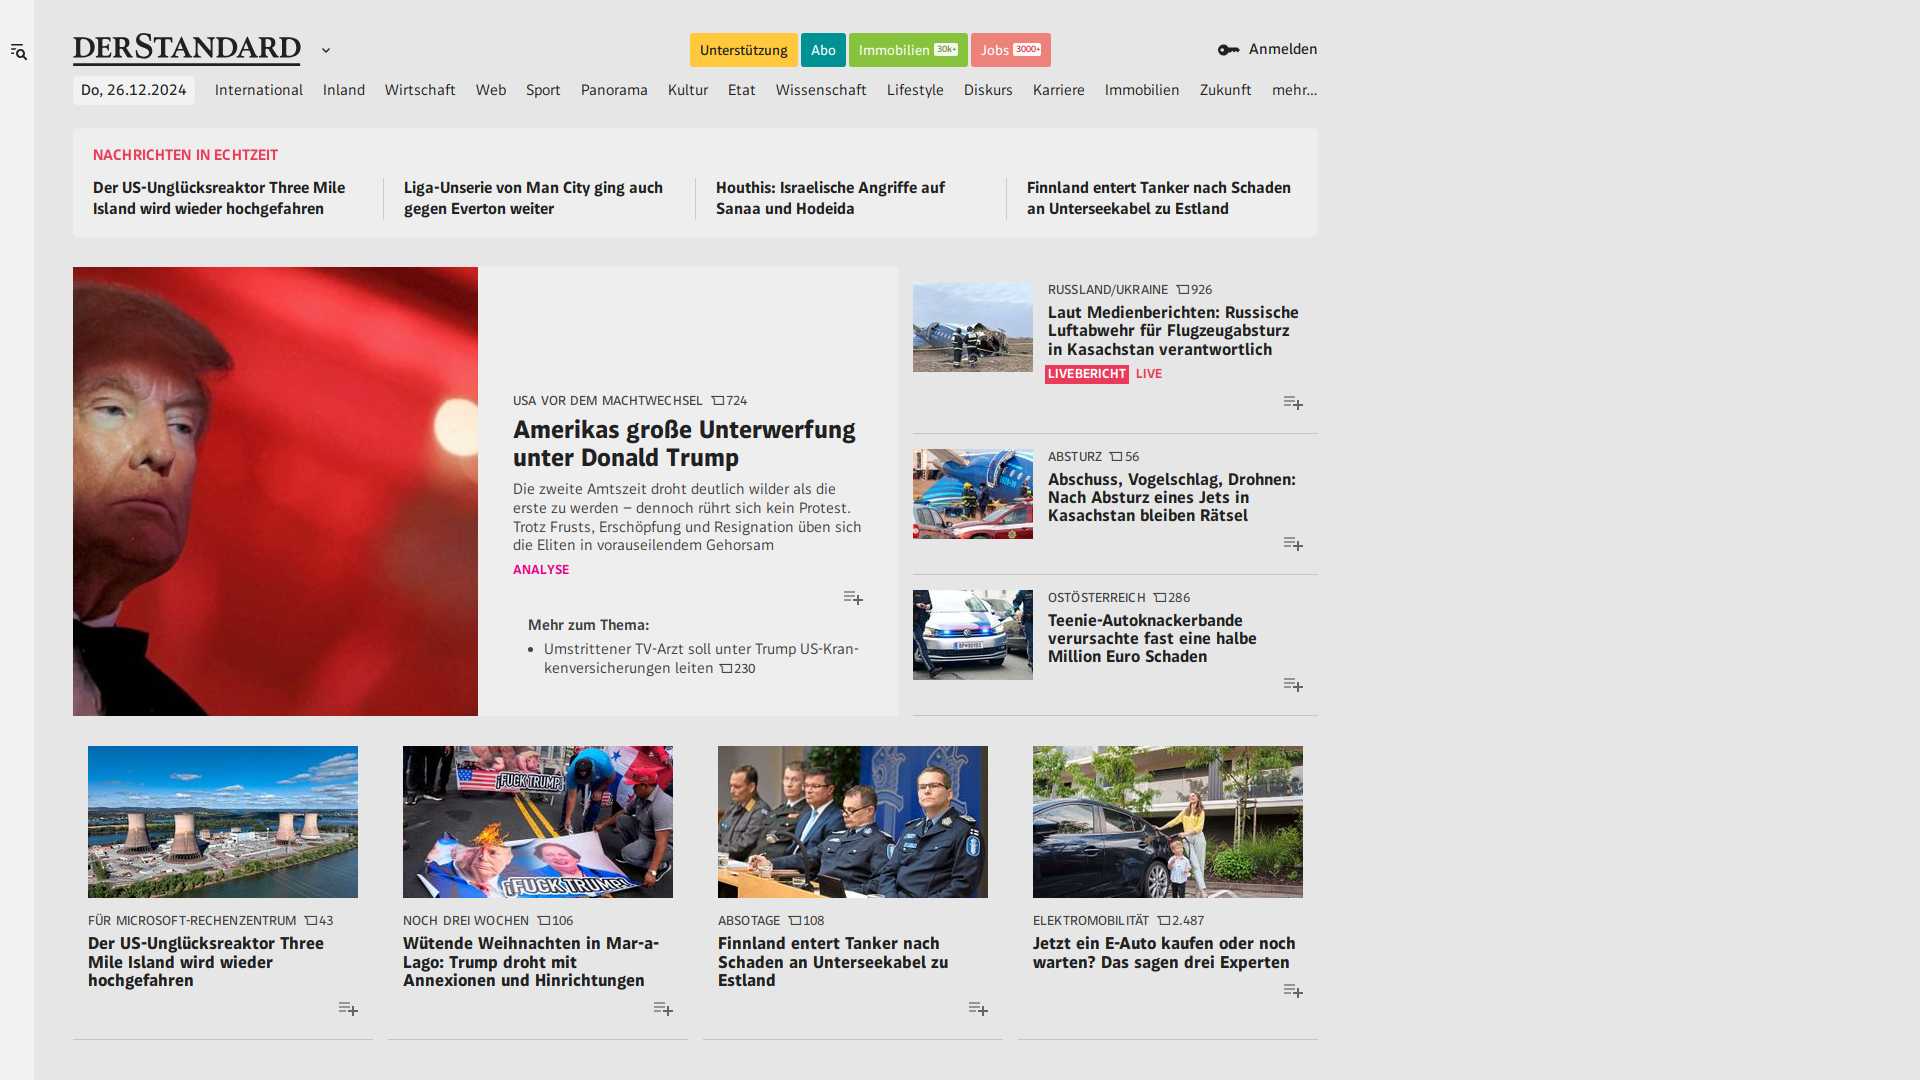 DERSTANDARD
Unterstützung
Abo
Immobilien 30k+
Jobs 3000+
Anmelden
Do, 26.12.2024
International
Inland
Wirtschaft
Web
Sport
Panorama
Kultur
Etat
Wissenschaft
Lifestyle
Diskurs
Karriere
Immobilien
Zukunft
mehr...
NACHRICHTEN IN ECHTZEIT
Der US-Unglücksreaktor Three Mile
Island wird wieder hochgefahren
Liga-Unserie von Man City ging auch
gegen Everton weiter
Houthis: Israelische Angriffe auf
Sanaa und Hodeida
Finnland entert Tanker nach Schaden
an Unterseekabel zu Estland
USA VOR DEM MACHTWECHSEL 724
Amerikas große Unterwerfung
unter Donald Trump
Die zweite Amtszeit droht deutlich wilder als die
erste zu werden – dennoch rührt sich kein Protest.
Trotz Frusts, Erschöpfung und Resignation üben sich
die Eliten in vorauseilendem Gehorsam
ANALYSE
Mehr zum Thema:
• Umstrittener TV-Arzt soll unter Trump US-Kran-
kenversicherungen leiten 230
RUSSLAND/UKRAINE 926
Laut Medienberichten: Russische
Luftabwehr für Flugzeugabsturz
in Kasachstan verantwortlich
LIVEBERICHT LIVE
ABSTURZ 56
Abschuss, Vogelschlag, Drohnen:
Nach Absturz eines Jets in
Kasachstan bleiben Rätsel
OSTÖSTERREICH 286
Teenie-Autoknackerbande
verursachte fast eine halbe
Million Euro Schaden
FÜR MICROSOFT-RECHENZENTRUM 43
Der US-Unglücksreaktor Three
Mile Island wird wieder
hochgefahren
¡FUCK TRUMP!
¡FUCK TRUMP!
NOCH DREI WOCHEN 106
Wütende Weihnachten in Mar-a-
Lago: Trump droht mit
Annexionen und Hinrichtungen
ABSOTAGE 108
Finnland entert Tanker nach
Schaden an Unterseekabel zu
Estland
ELEKTROMOBILITÄT 2.487
Jetzt ein E-Auto kaufen oder noch
warten? Das sagen drei Experten